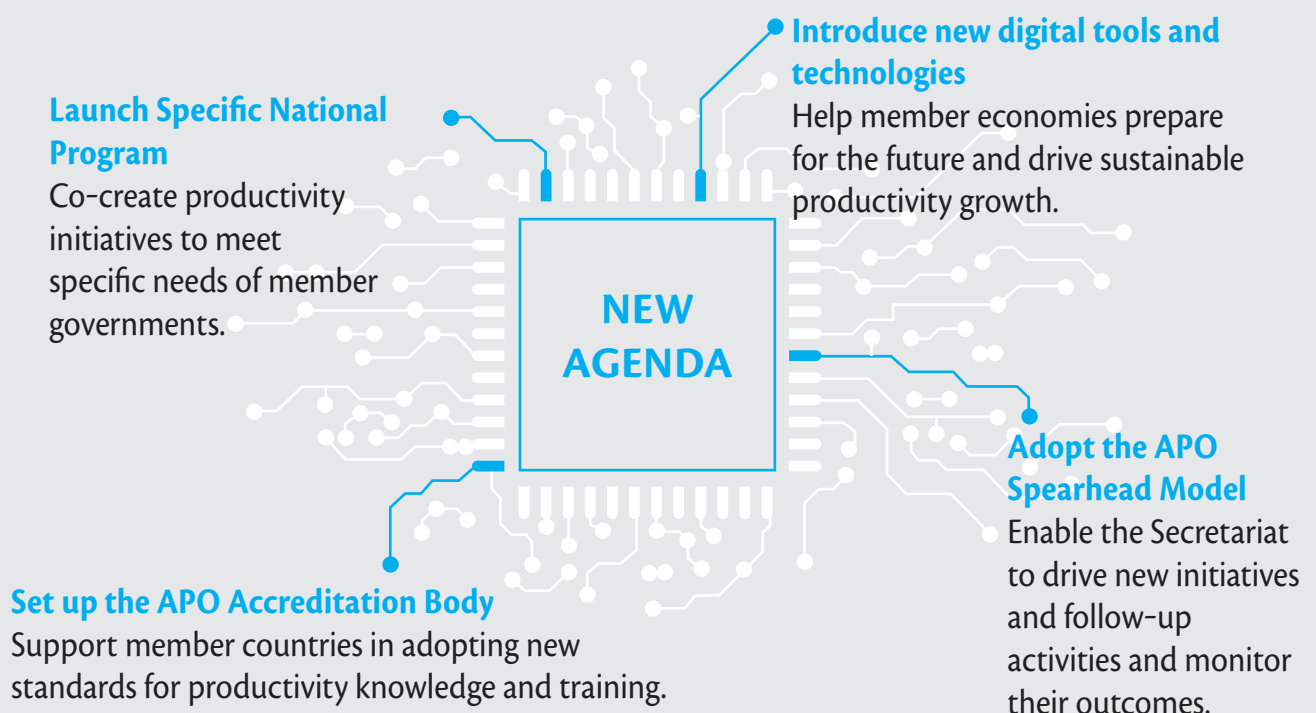 Launch Specific National
Program
Co-create productivity
initiatives to meet
specific needs of member
governments.
Introduce new digital tools and
technologies
Help member economies prepare
for the future and drive sustainable
productivity growth.
NEW
AGENDA
Adopt the APO
Spearhead Model
Enable the Secretariat
to drive new initiatives
and follow-up
activities and monitor
their outcomes.
Set up the APO Accreditation Body
Support member countries in adopting new
standards for productivity knowledge and training.